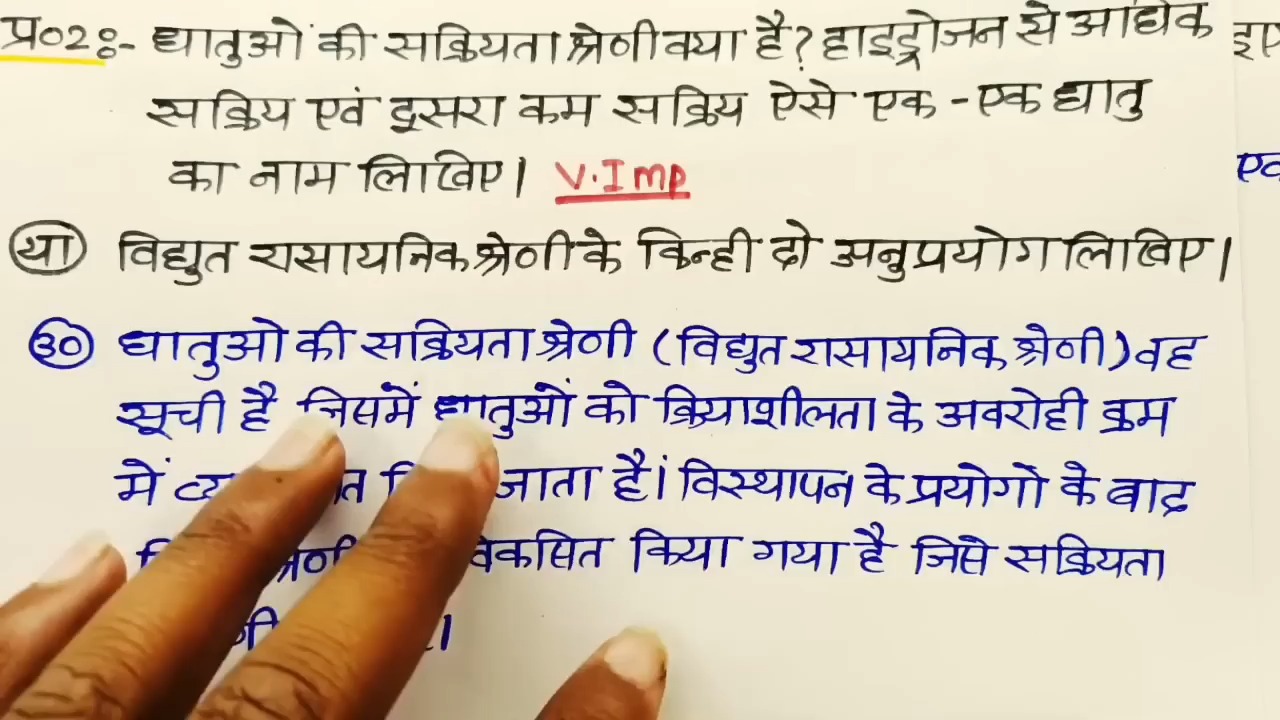 प्र०2:- धातुओं की सक्रियता श्रेणी क्या है? हाइड्रोजन से अधिक
सक्रिय एवं दूसरा कम सक्रिय ऐसे एक-एक धातु
का नाम लिखिए। V.Imp
या विद्युत रासायनिक श्रेणी के किन्ही दो अनुप्रयोग लिखिए।
उ० धातुओ की सक्रियता श्रेणी (विद्युत रासायनिक श्रेणी) वह
सूची है जिसमें धातुओं को क्रियाशीलता के अवरोही क्रम
में जाता है। विस्थापन के प्रयोगों के बाद
विकसित किया गया है जिसे सक्रियता